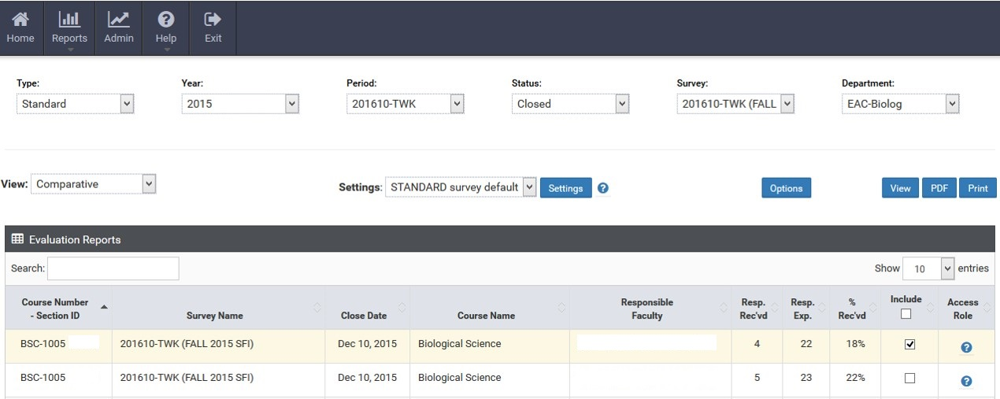 Home Reports Admin Help Exit
Type: Year: Period: Status: Survey: Department:
Standard 2015 201610-TWK Closed 201610-TWK (FALL EAC-Biolog
View: Comparative Settings: STANDARD survey default Settings ? Options View PDF Print
Evaluation Reports
Search: Show 10 entries
Course Number - Section ID Survey Name Close Date Course Name Responsible Faculty Resp. Rec'vd Resp. Exp. % Rec'vd Include Access Role
BSC-1005 201610-TWK (FALL 2015 SFI) Dec 10, 2015 Biological Science 4 22 18% ?
BSC-1005 201610-TWK (FALL 2015 SFI) Dec 10, 2015 Biological Science 5 23 22% ?